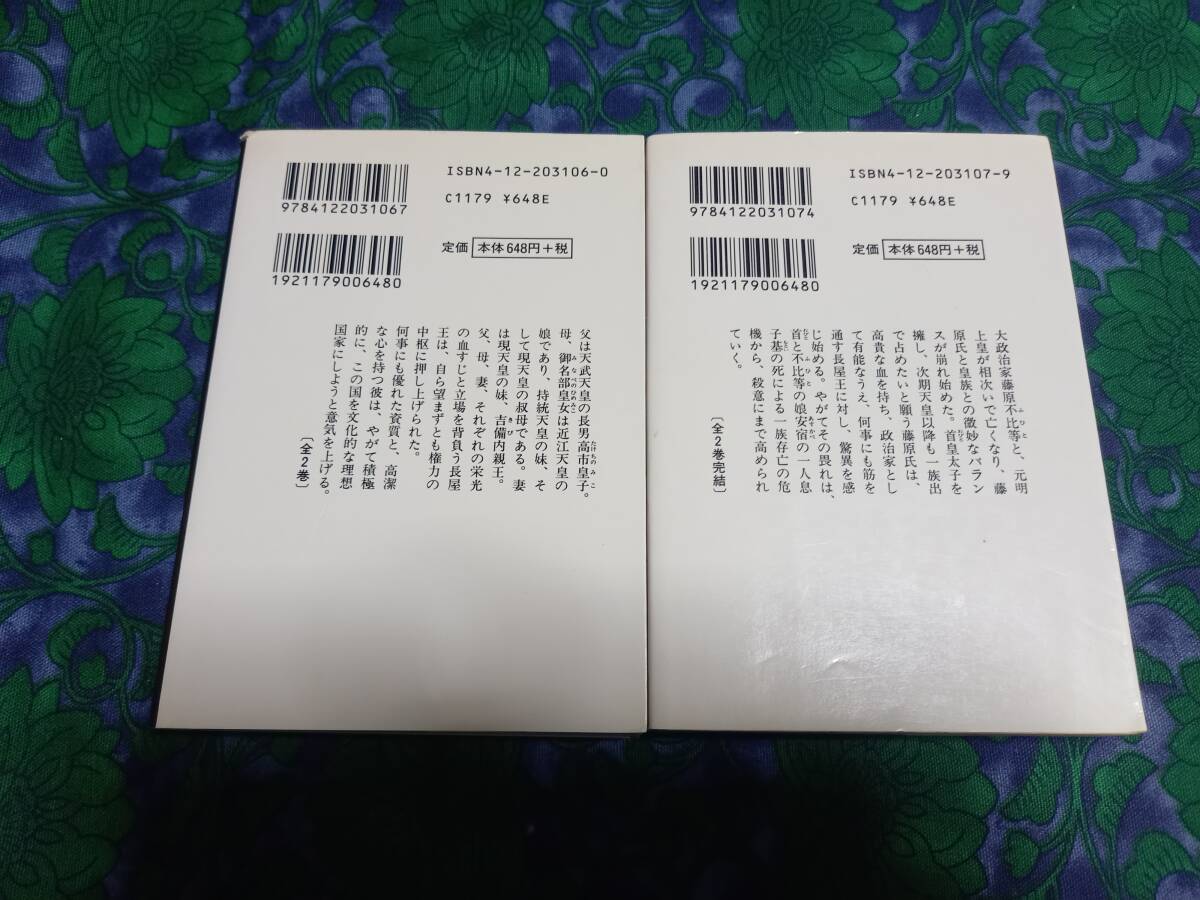 ISBN4-12-203106-0
9784122031067
C1179 ¥648E
定価 本体648円+税
1921179006480
父は天武天皇の長男高市皇子。
母、御名部皇女は近江天皇の
娘であり、持統天皇の妹、そ
して現天皇の叔母である。妻
は現天皇の妹、吉備内親王。
父、母、妻、それぞれの栄光
の血すじと立場を背負う長屋
王は、自ら望まずとも権力の
中枢に押し上げられた。
何事にも優れた資質と、高潔
な心を持つ彼は、やがて積極
的に、この国を文化的な理想
国家にしようと意気を上げる。
〔全2巻〕
ISBN4-12-203107-9
9784122031074
C1179 ¥648E
定価 本体648円+税
1921179006480
大政治家藤原不比等と、元明
上皇が相次いで亡くなり、藤
原氏と皇族との微妙なバラン
スが崩れ始めた。首皇太子を
擁し、次期天皇以降も一族出
で占めたいと願う藤原氏は、
高貴な血を持ち、政治家とし
て有能なうえ、何事にも筋を
通す長屋王に対し、驚異を感
じ始める。やがてその畏れは、
首と不比等の娘安宿の一人息
子基の死による一族存亡の危
機から、殺意にまで高められ
ていく。
〔全2巻完結〕